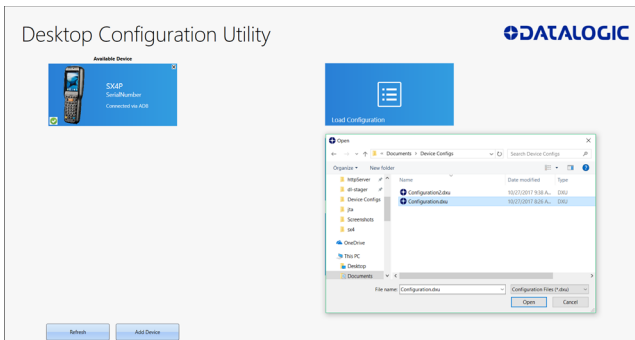 Desktop Configuration Utility
DATALOGIC
Available Device
SX4P
SerialNumber
Connected via ADB
Load Configuration
Open
Documents > Device Configs
Search Device Configs
Organize
New folder
httpServer
dl-stager
Device Configs
jta
Screenshots
sx4
OneDrive
This PC
Desktop
Documents
Name
Date modified
Type
Configuration2.dxu
10/27/2017 9:38 A...
DXU
Configuration.dxu
10/27/2017 8:26 A...
DXU
File name:
Configuration.dxu
Configuration Files (*.dxu)
Open
Cancel
Refresh
Add Device